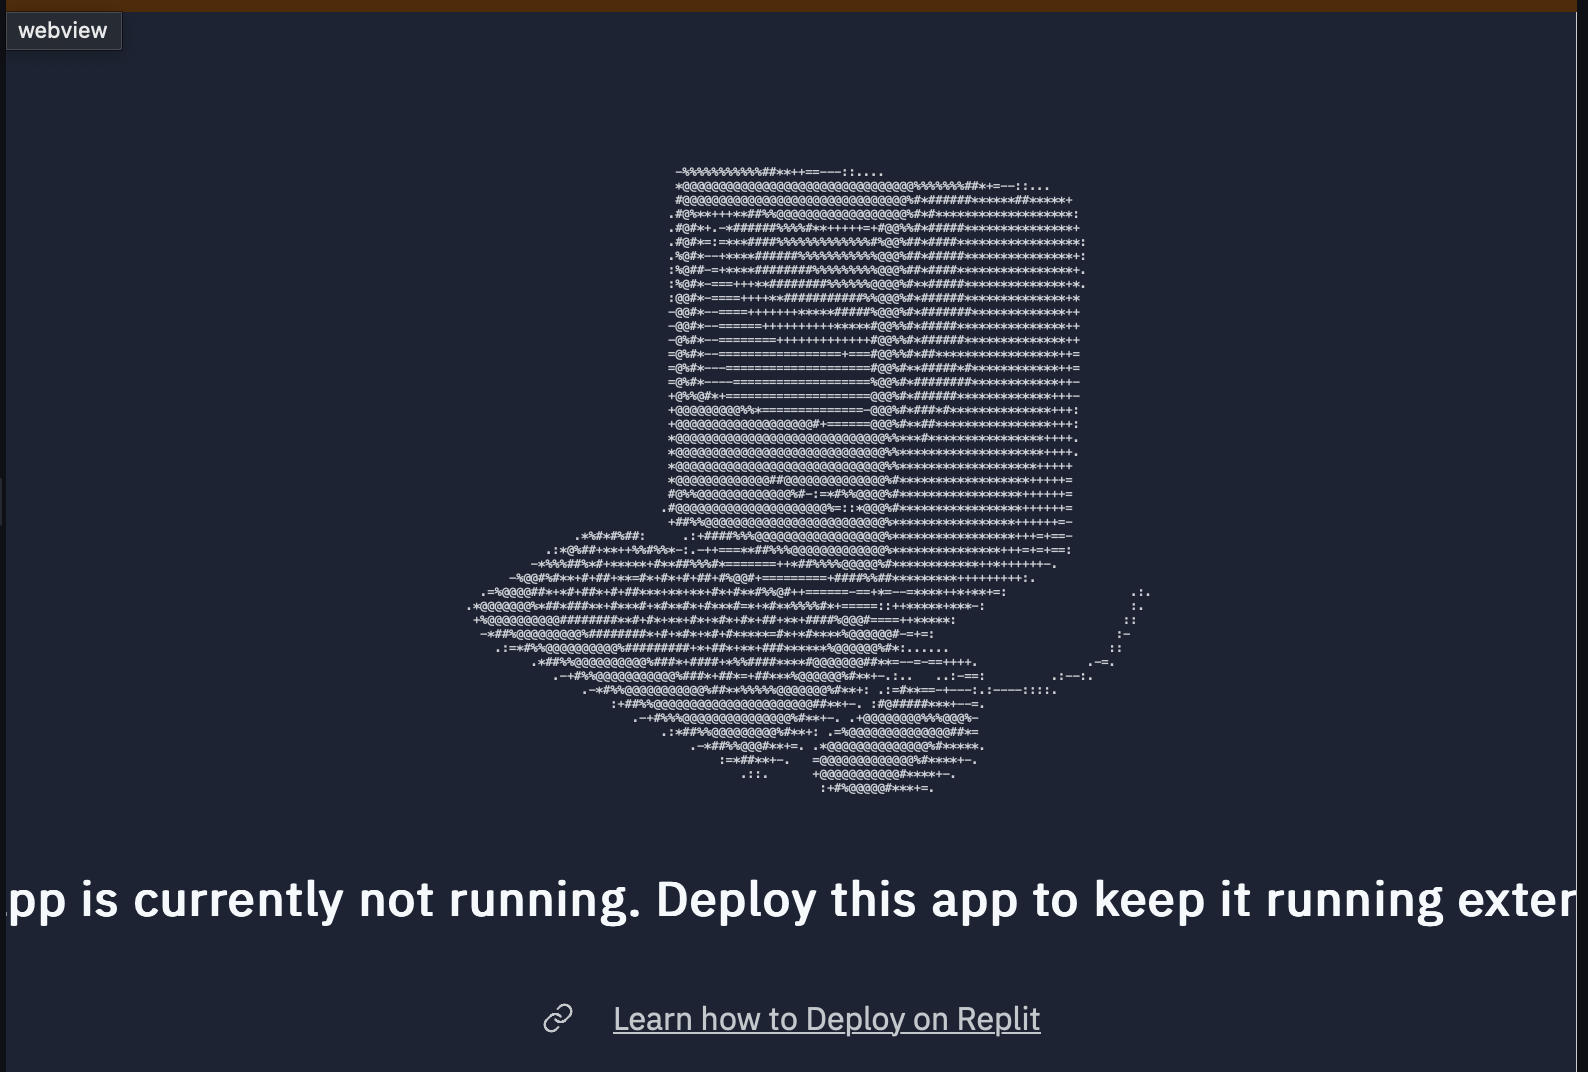 webview
pp is currently not running. Deploy this app to keep it running exter
Learn how to Deploy on Replit